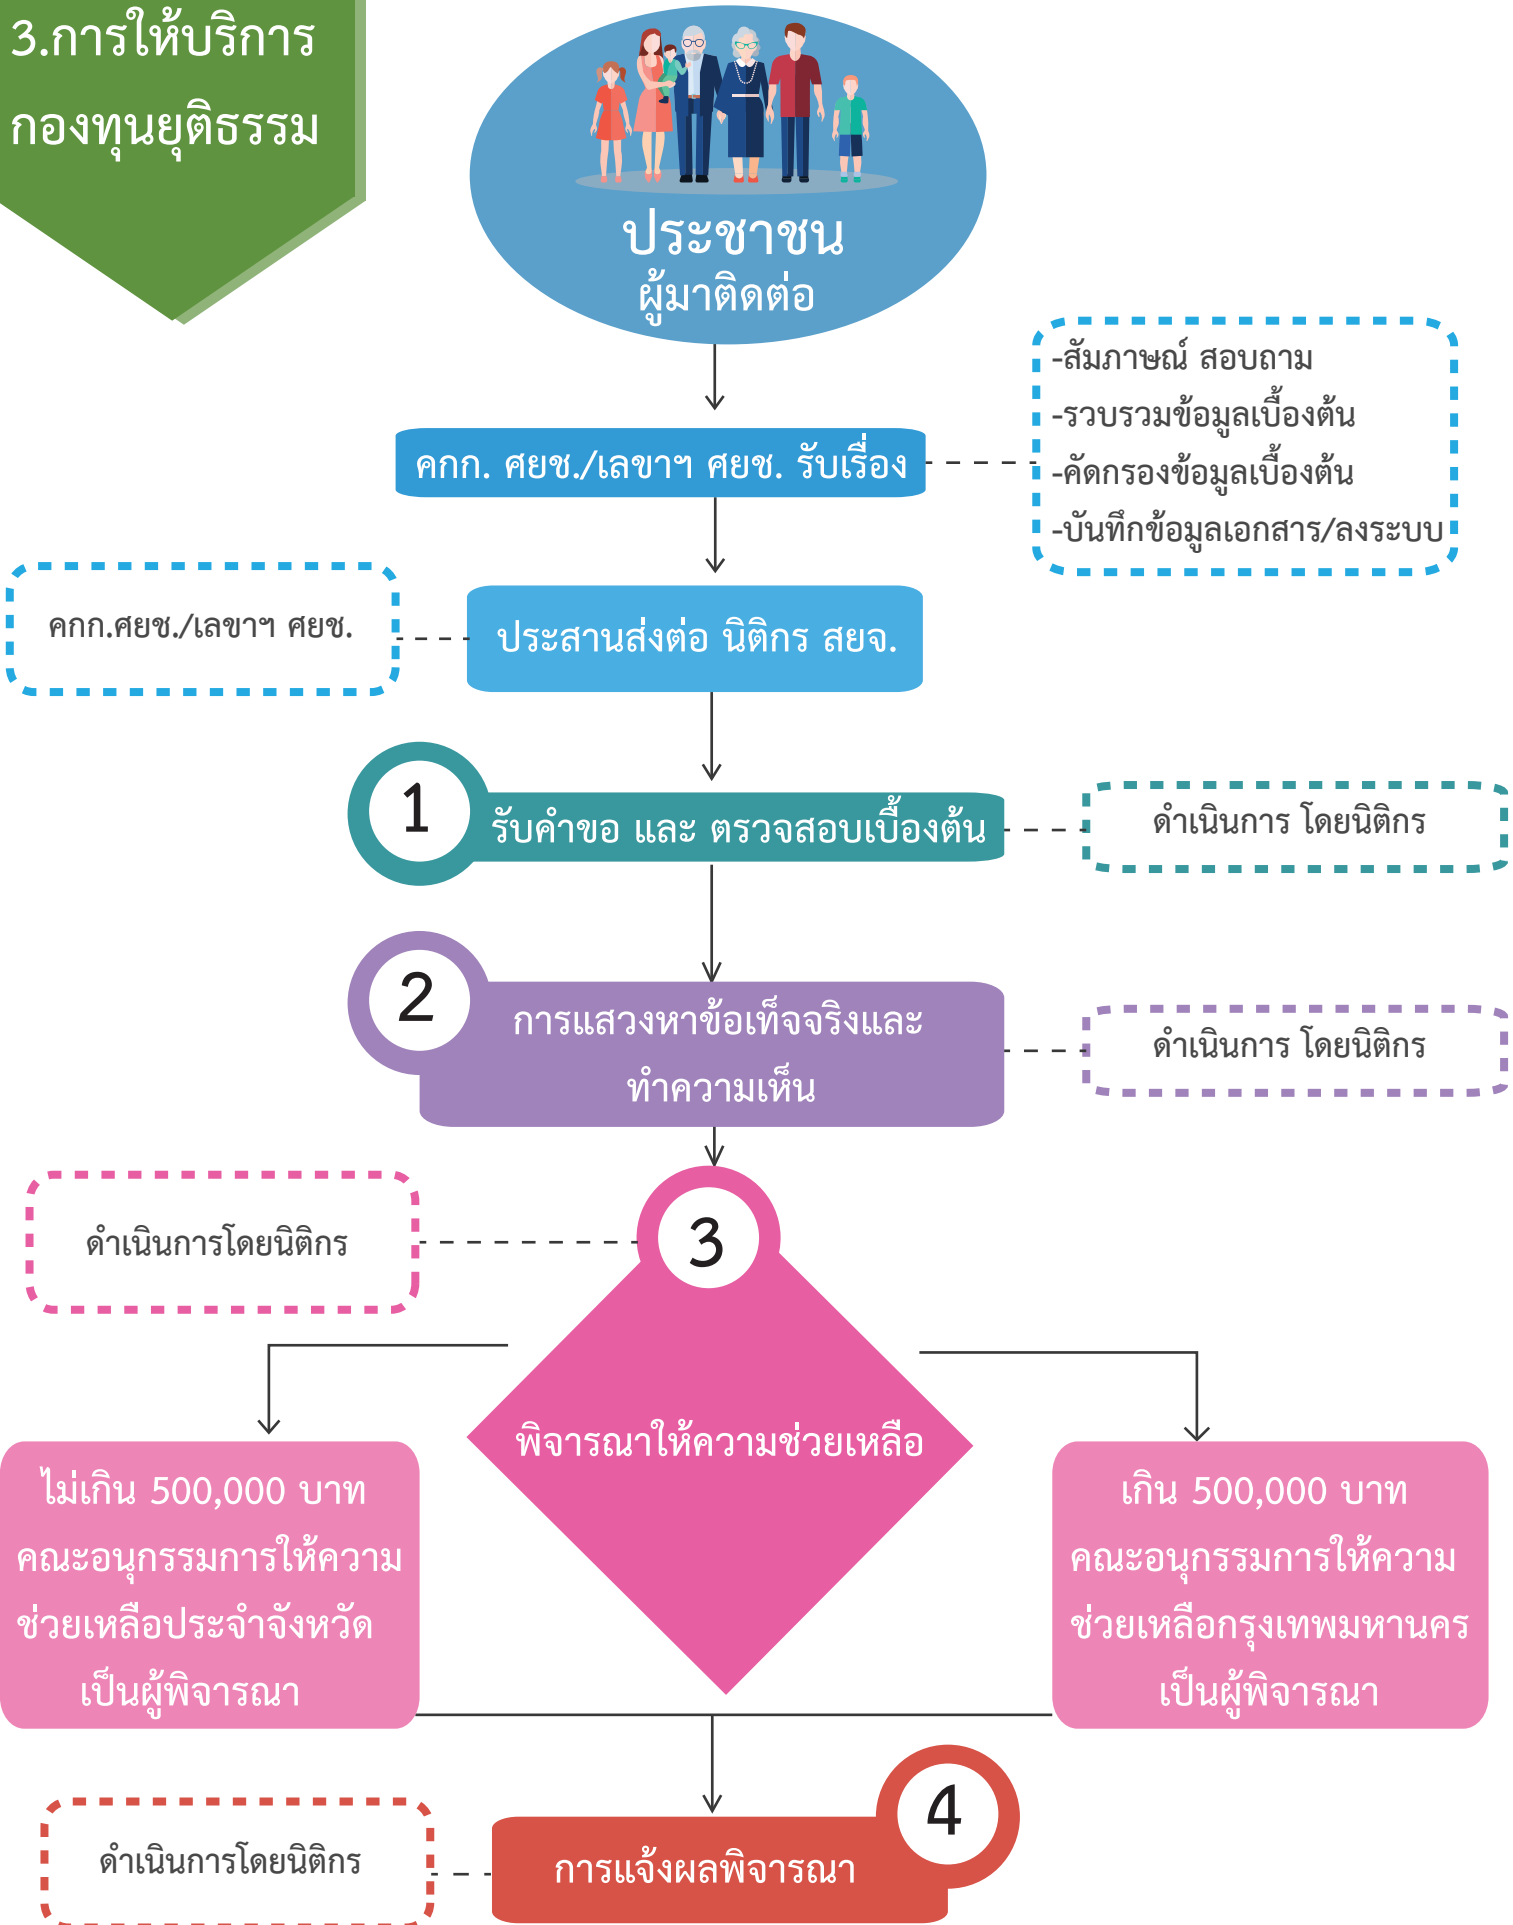 3.การให้บริการ
กองทุนยุติธรรม
ประชาชน
ผู้มาติดต่อ
คกก. ศยช./เลขาฯ ศยช. รับเรื่อง
-สัมภาษณ์ สอบถาม
-รวบรวมข้อมูลเบื้องต้น
-คัดกรองข้อมูลเบื้องต้น
-บันทึกข้อมูลเอกสาร/ลงระบบ
คกก.ศยช./เลขาฯ ศยช.
ประสานส่งต่อ นิติกร สยจ.
1
รับคำขอ และ ตรวจสอบเบื้องต้น
ดำเนินการ โดยนิติกร
2
การแสวงหาข้อเท็จจริงและ
ทำความเห็น
ดำเนินการ โดยนิติกร
3
ดำเนินการโดยนิติกร
พิจารณาให้ความช่วยเหลือ
ไม่เกิน 500,000 บาท
คณะอนุกรรมการให้ความ
ช่วยเหลือประจำจังหวัด
เป็นผู้พิจารณา
เกิน 500,000 บาท
คณะอนุกรรมการให้ความ
ช่วยเหลือกรุงเทพมหานคร
เป็นผู้พิจารณา
4
การแจ้งผลพิจารณา
ดำเนินการโดยนิติกร